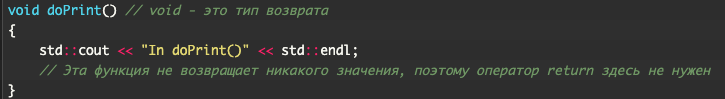 void doPrint() // void - это тип возврата
{
    std::cout << "In doPrint()" << std::endl;
    // Эта функция не возвращает никакого значения, поэтому оператор return здесь не нужен
}